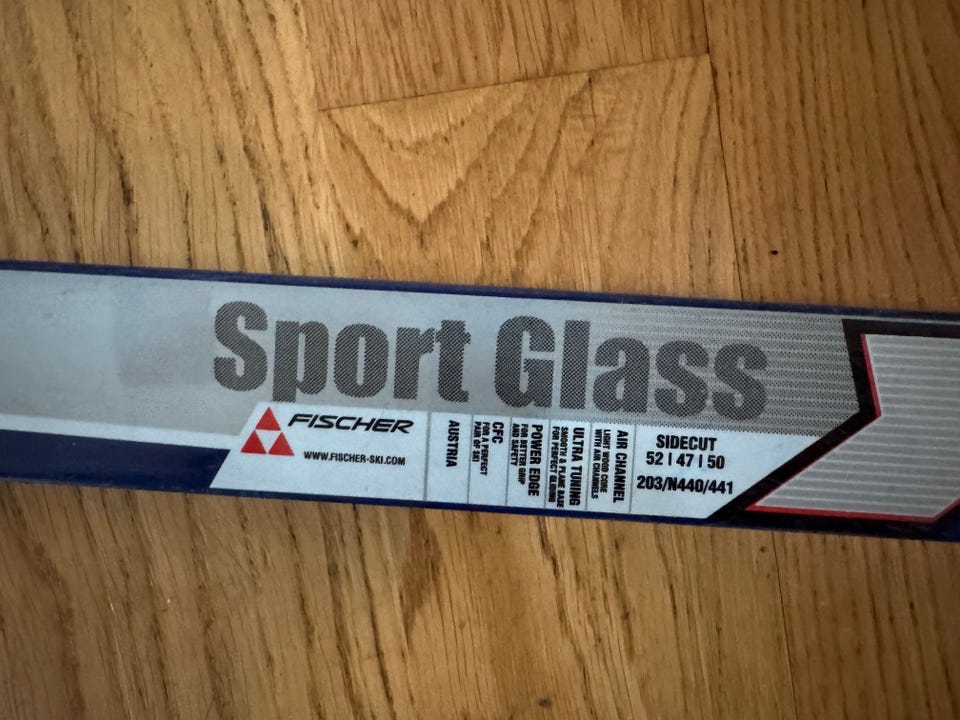 Sport Glass
FISCHER
WWW.FISCHER-SKI.COM
AUSTRIA
CFC
FOR A PERFECT
PAIR OF SKI
POWER EDGE
FOR BETTER GRIP
AND SAFETY
ULTRA TUNING
SMOOTH & PLANE BASE
FOR PERFECT GLIDING
AIR CHANNEL
LIGHT WOOD CORE
WITH AIR CHANNELS
SIDECUT
52 | 47 | 50
203/N440/441